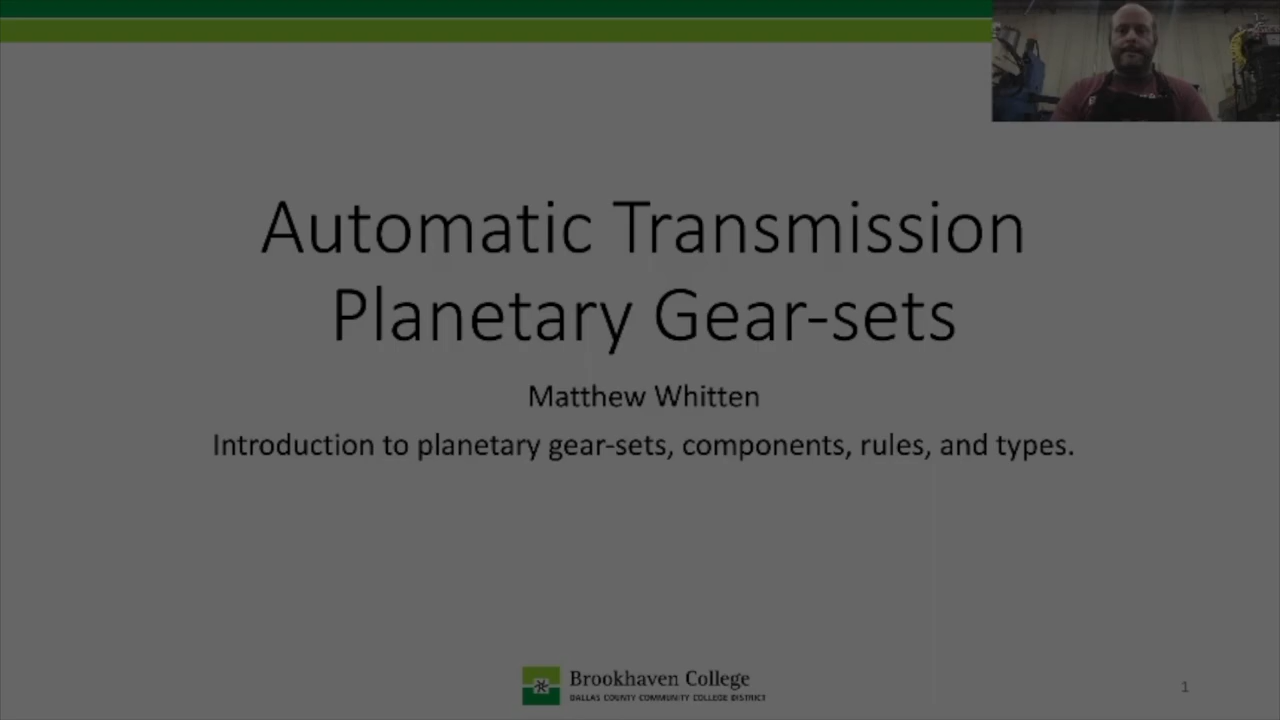 Automatic Transmission
Planetary Gear-sets
Matthew Whitten
Introduction to planetary gear-sets, components, rules, and types.
Brookhaven College
DALLAS COUNTY COMMUNITY COLLEGE DISTRICT
1